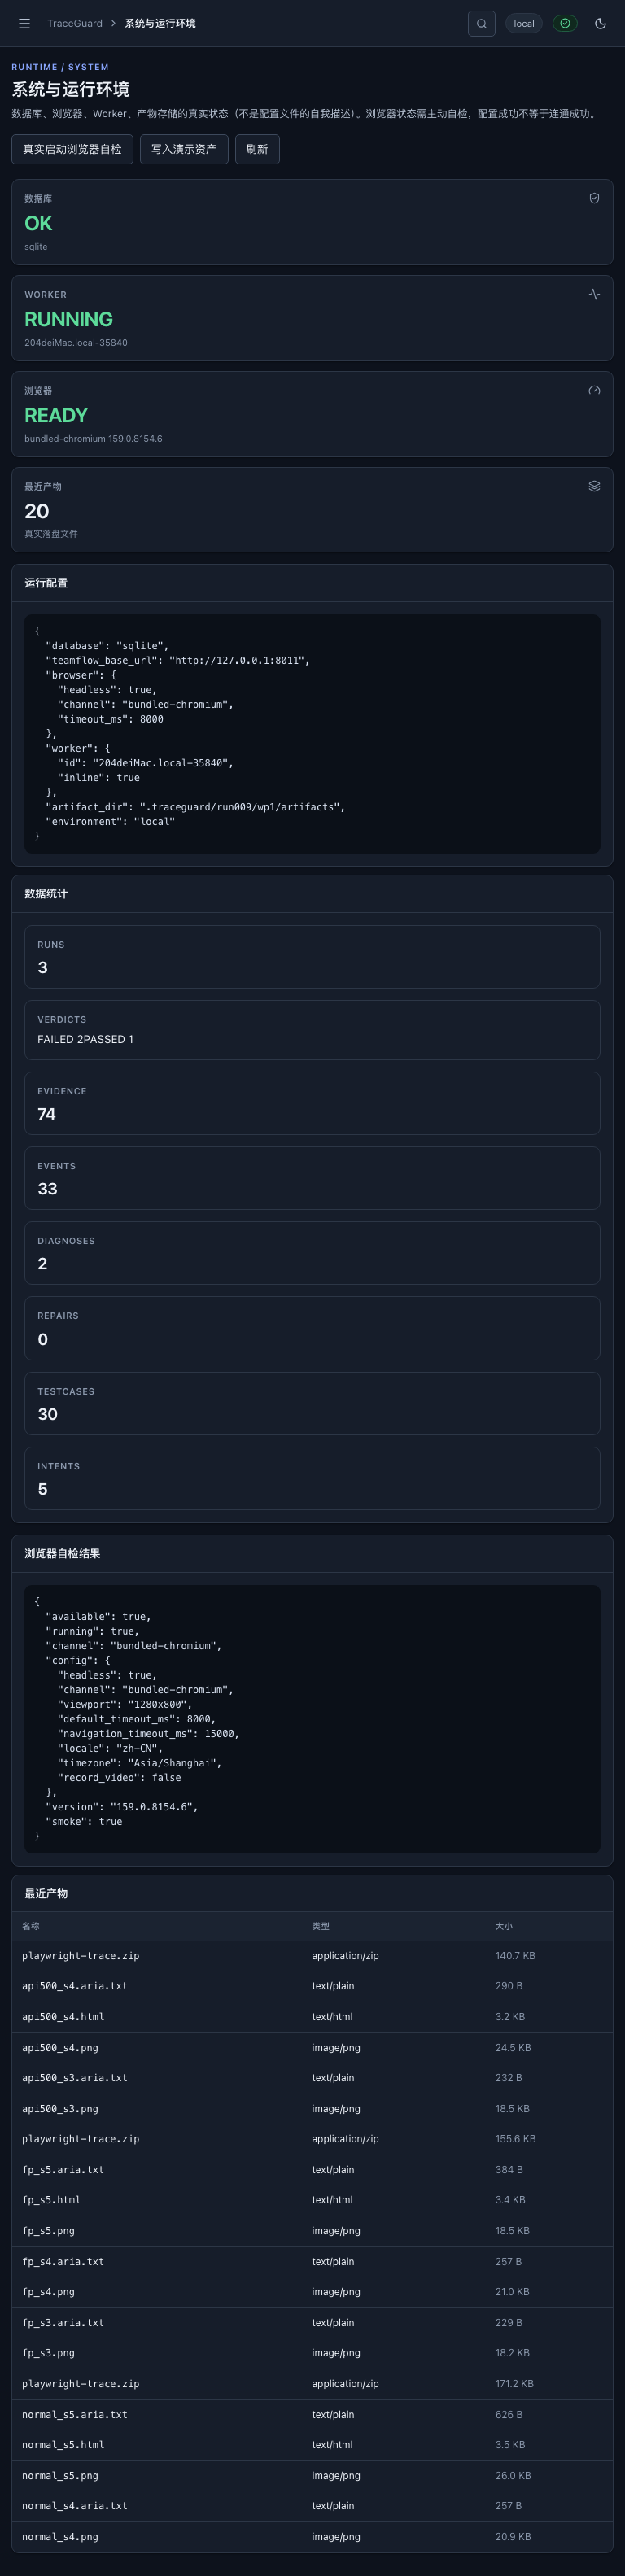 TraceGuard > 系统与运行环境
local
RUNTIME / SYSTEM
系统与运行环境
数据库、浏览器、Worker、产物存储的真实状态（不是配置文件的自我描述）。浏览器状态需主动自检，配置成功不等于连通成功。
真实启动浏览器自检 写入演示资产 刷新
数据库
OK
sqlite
WORKER
RUNNING
204deiMac.local-35840
浏览器
READY
bundled-chromium 159.0.8154.6
最近产物
20
真实落盘文件
运行配置
{
  "database": "sqlite",
  "teamflow_base_url": "http://127.0.0.1:8011",
  "browser": {
    "headless": true,
    "channel": "bundled-chromium",
    "timeout_ms": 8000
  },
  "worker": {
    "id": "204deiMac.local-35840",
    "inline": true
  },
  "artifact_dir": ".traceguard/run009/wp1/artifacts",
  "environment": "local"
}
数据统计
RUNS
3
VERDICTS
FAILED 2PASSED 1
EVIDENCE
74
EVENTS
33
DIAGNOSES
2
REPAIRS
0
TESTCASES
30
INTENTS
5
浏览器自检结果
{
  "available": true,
  "running": true,
  "channel": "bundled-chromium",
  "config": {
    "headless": true,
    "channel": "bundled-chromium",
    "viewport": "1280x800",
    "default_timeout_ms": 8000,
    "navigation_timeout_ms": 15000,
    "locale": "zh-CN",
    "timezone": "Asia/Shanghai",
    "record_video": false
  },
  "version": "159.0.8154.6",
  "smoke": true
}
最近产物
名称 类型 大小
playwright-trace.zip application/zip 140.7 KB
api500_s4.aria.txt text/plain 290 B
api500_s4.html text/html 3.2 KB
api500_s4.png image/png 24.5 KB
api500_s3.aria.txt text/plain 232 B
api500_s3.png image/png 18.5 KB
playwright-trace.zip application/zip 155.6 KB
fp_s5.aria.txt text/plain 384 B
fp_s5.html text/html 3.4 KB
fp_s5.png image/png 18.5 KB
fp_s4.aria.txt text/plain 257 B
fp_s4.png image/png 21.0 KB
fp_s3.aria.txt text/plain 229 B
fp_s3.png image/png 18.2 KB
playwright-trace.zip application/zip 171.2 KB
normal_s5.aria.txt text/plain 626 B
normal_s5.html text/html 3.5 KB
normal_s5.png image/png 26.0 KB
normal_s4.aria.txt text/plain 257 B
normal_s4.png image/png 20.9 KB